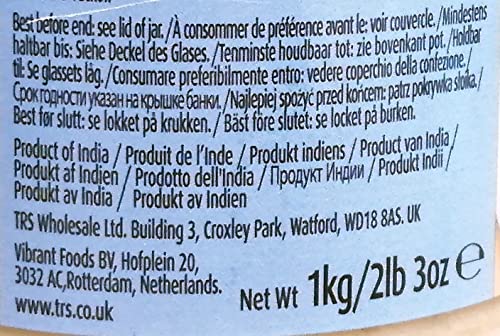 Best before end: see lid of jar./À consommer de préférence avant le: voir couvercle./Mindestens
haltbar bis: Siehe Deckel des Glases./Tenminste houdbaar tot: zie bovenkant pot./Holdbar
til: Se glassets låg./Consumare preferibilmente entro: vedere coperchio della confezione.
Срок годности указан на крышке банки./Najlepiej spożyć przed końcem: patrz pokrywka słoika./
Best før slutt: se lokket på krukken./Bäst före slutet: se locket på burken.
Product of India/Produit de l'Inde/Produkt indiens/Product van India/
Produkt af Indien/Prodotto dell'India/Продукт Индии/Produkt Indii/
Produkt av India/Produkt av Indien
TRS Wholesale Ltd. Building 3, Croxley Park, Watford, WD18 8AS. UK
Vibrant Foods BV, Hofplein 20,
3032 AC,Rotterdam, Netherlands.
www.trs.co.uk
Net Wt 1kg/2lb 3oz ℮